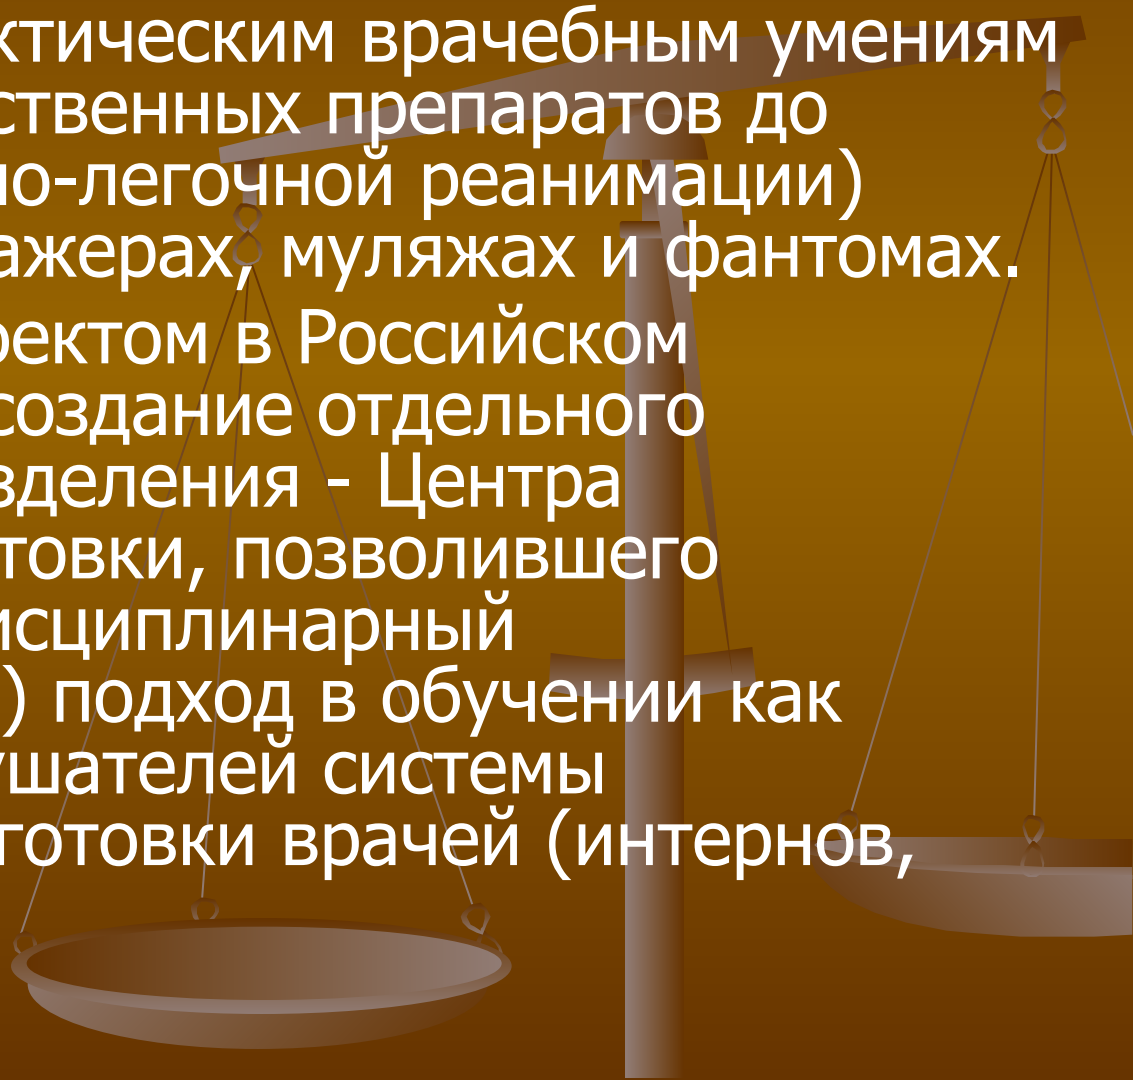 ктическим врачебным умениям
ственных препаратов до
но-легочной реанимации)
ажерах, муляжах и фантомах.
ректом в Российском
создание отдельного
зделения - Центра
товки, позволившего
исциплинарный
) подход в обучении как
ушателей системы
готовки врачей (интернов,